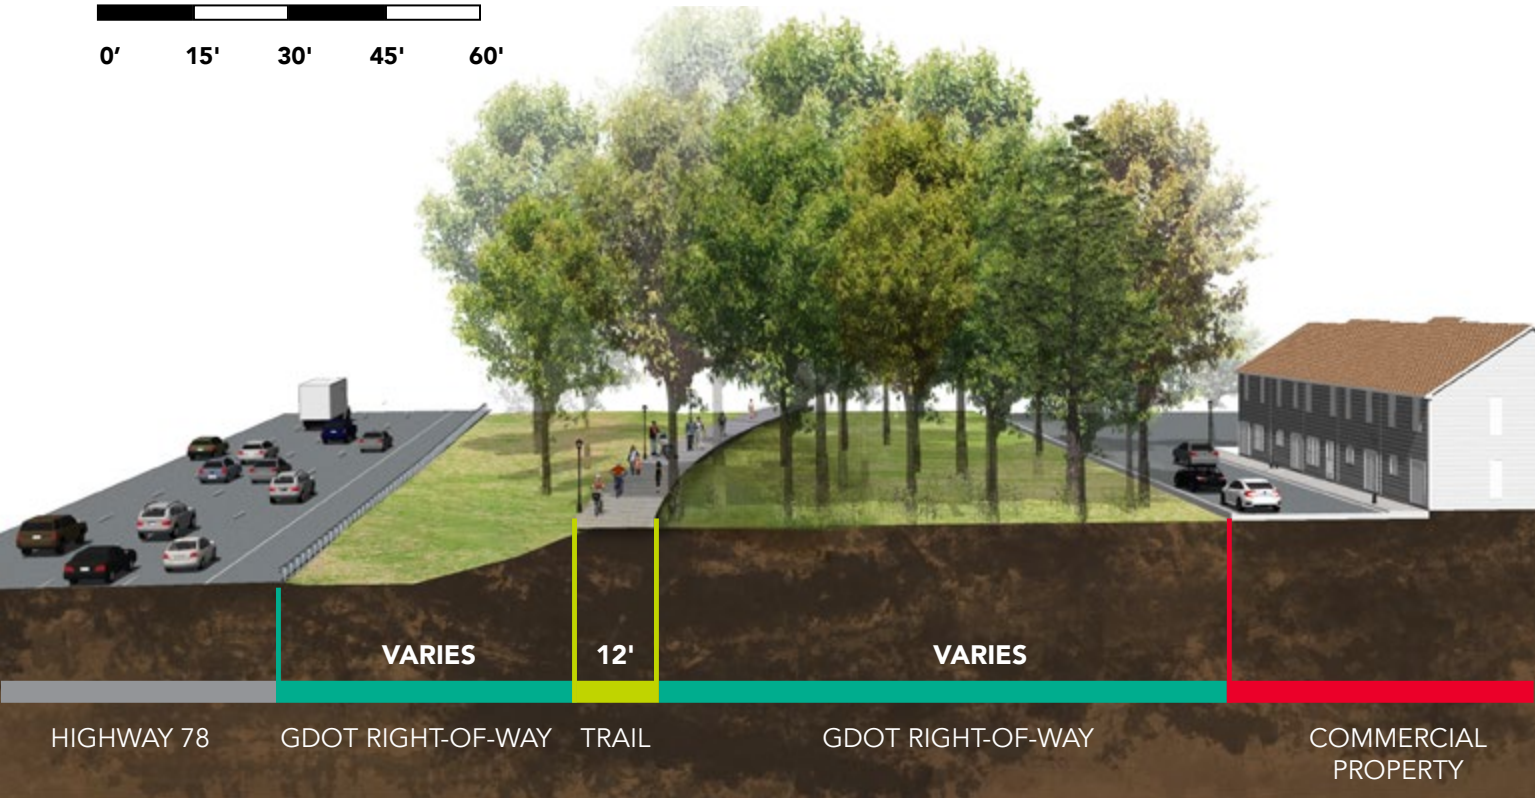 0’ 15' 30' 45' 60'
VARIES 12' VARIES
HIGHWAY 78 GDOT RIGHT-OF-WAY TRAIL GDOT RIGHT-OF-WAY COMMERCIAL
PROPERTY